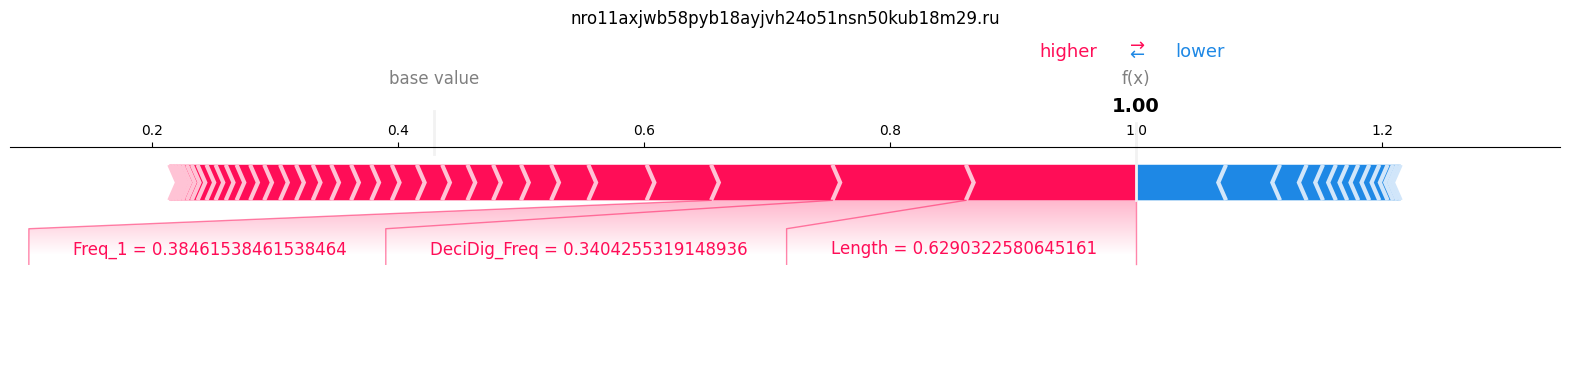 nro11axjwb58pyb18ayjvh24o51nsn50kub18m29.ru
higher ⇄ lower
base value f(x)
1.00
0.2 0.4 0.6 0.8 1 0 1.2
Freq_1 = 0.38461538461538464 DeciDig_Freq = 0.3404255319148936 Length = 0.6290322580645161